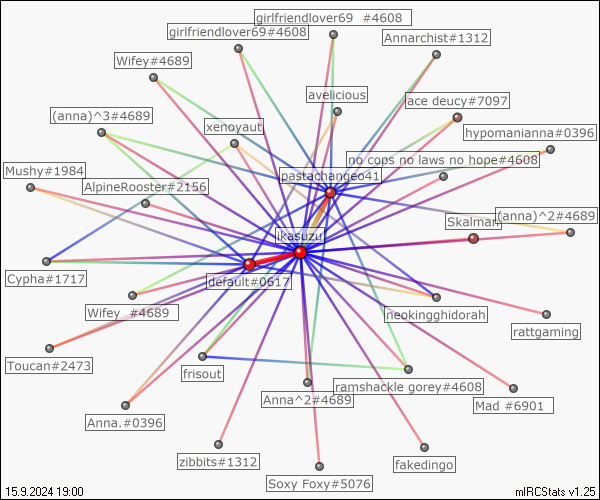 girlfriendlover69 #4608
girlfriendlover69#4608
Annarchist#1312
Wifey#4689
avelicious
ace deucy#7097
(anna)^3#4689
xenoyaut
hypomanianna#0396
no cops no laws no hope#4608
Mushy#1984
pastachangeo41
AlpineRooster#2156
Skaiman
(anna)^2#4689
ikasuzu
Cypha#1717
default#0617
Wifey #4689
neokingghidorah
rattgaming
Toucan#2473
frisout
ramshackle gorey#4608
Anna^2#4689
Mad #6901
Anna.#0396
zibbits#1312
fakedingo
Soxy Foxy#5076
15.9.2024 19:00
mIRCStats v1.25